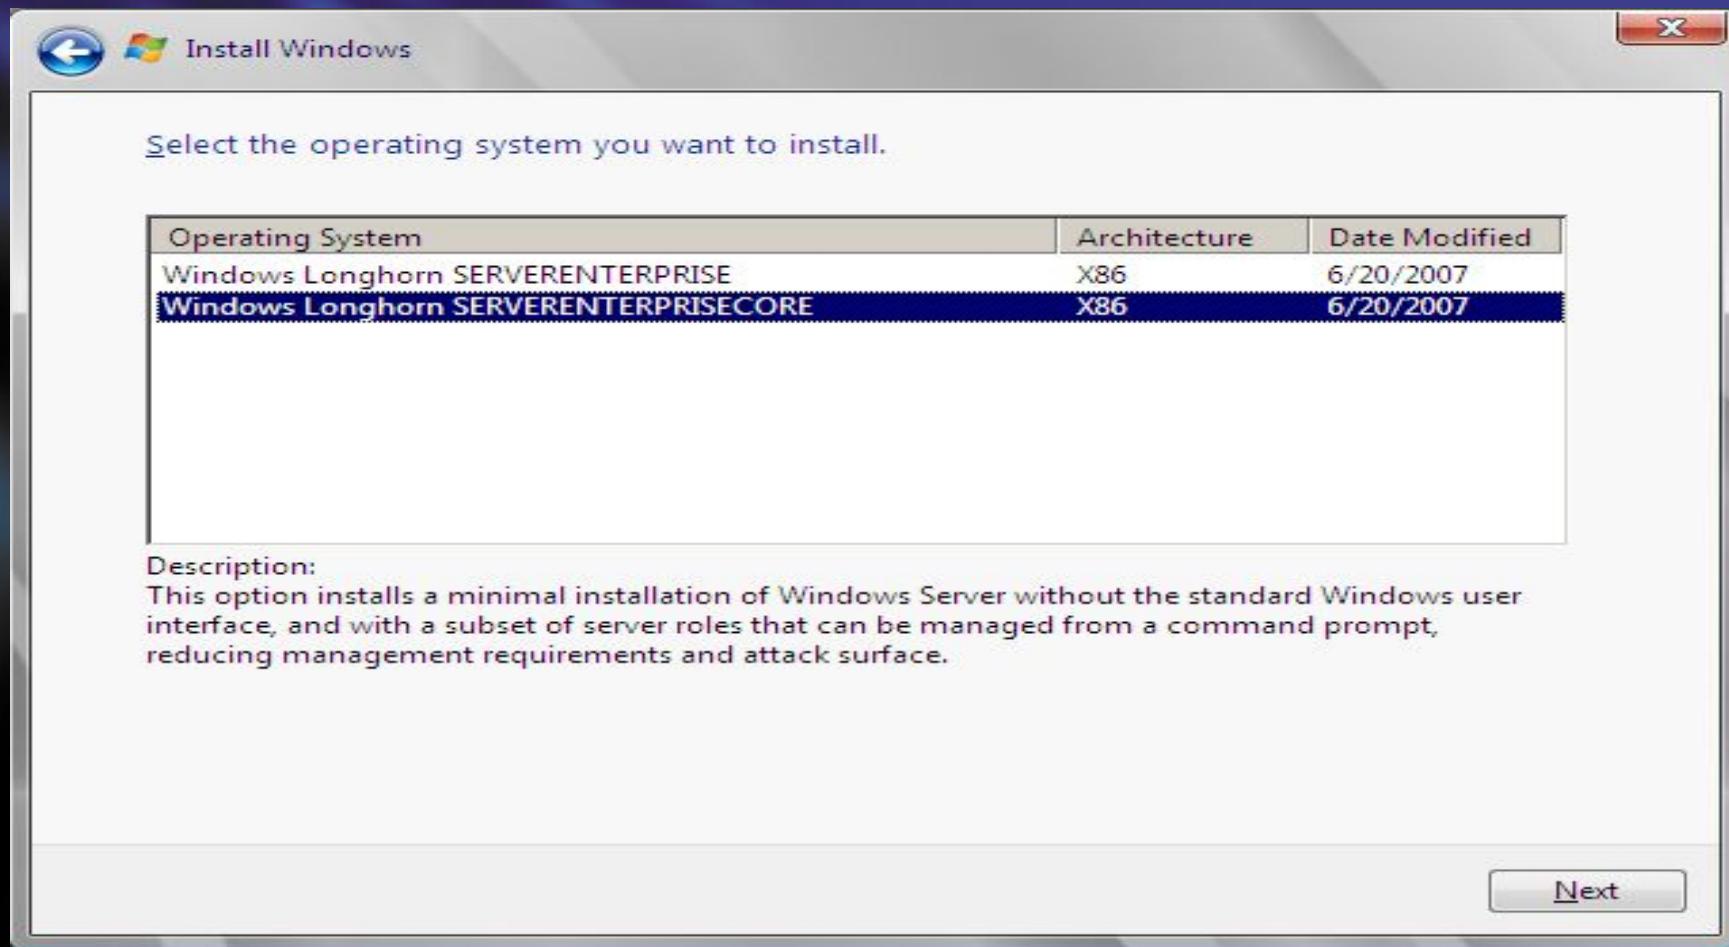 Install Windows
Select the operating system you want to install.
Operating System Architecture Date Modified
Windows Longhorn SERVERENTERPRISE X86 6/20/2007
Windows Longhorn SERVERENTERPRISECORE X86 6/20/2007
Description:
This option installs a minimal installation of Windows Server without the standard Windows user
interface, and with a subset of server roles that can be managed from a command prompt,
reducing management requirements and attack surface.
Next